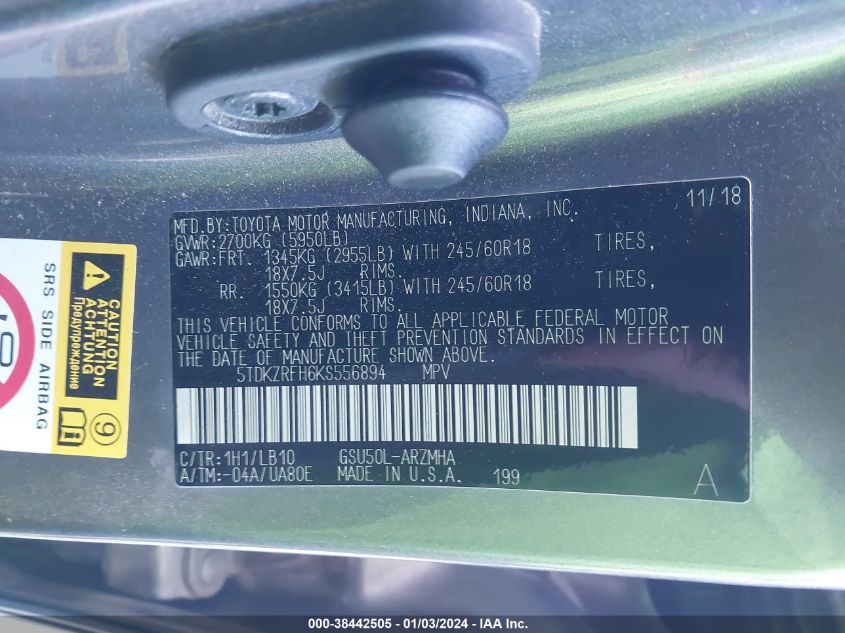 MFD.BY:TOYOTA MOTOR MANUFACTURING, INDIANA, INC. 11/18
GVWR:2700KG (5950LB)
GAWR:FRT. 1345KG (2955LB) WITH 245/60R18 TIRES,
18X7.5J RIMS.
RR. 1550KG (3415LB) WITH 245/60R18 TIRES,
18X7.5J RIMS.
THIS VEHICLE CONFORMS TO ALL APPLICABLE FEDERAL MOTOR
VEHICLE SAFETY AND THEFT PREVENTION STANDARDS IN EFFECT ON
THE DATE OF MANUFACTURE SHOWN ABOVE.
5TDKZRFH6KS556894 MPV
C/TR:1H1/LB10 GSU50L-ARZMHA
A/TM:-04A/UA80E MADE IN U.S.A. 199 A
SRS SIDE AIRBAG
CAUTION
ATTENTION
ACHTUNG
Предупреждение
9
000-38442505 - 01/03/2024 - IAA Inc.